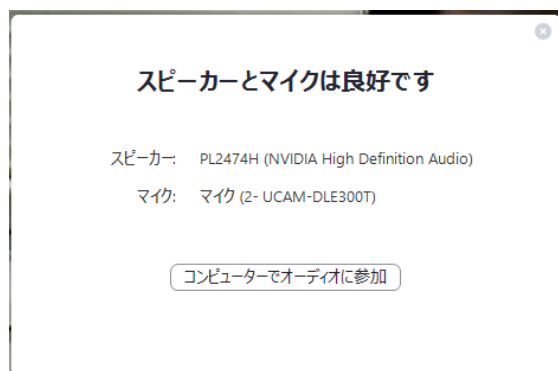 スピーカーとマイクは良好です
スピーカー: PL2474H (NVIDIA High Definition Audio)
マイク: マイク (2- UCAM-DLE300T)
コンピューターでオーディオに参加